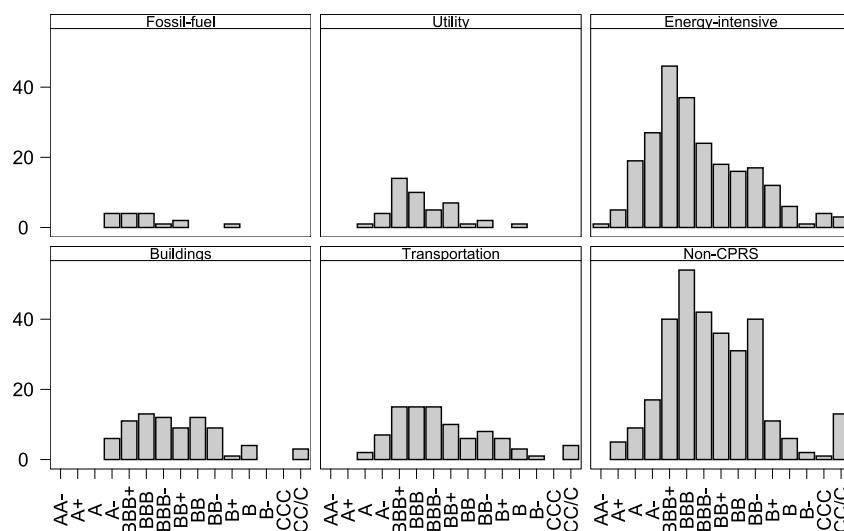 Fossil-fuel Utility Energy-intensive
40
20
0
Buildings Transportation Non-CPRS
40
20
0
AA- A+ A A- BBB+ BBB BBB- BB+ BB BB- B+ B B- CCC CC/C AA- A+ A A- BBB+ BBB BBB- BB+ BB BB- B+ B B- CCC CC/C AA- A+ A A- BBB+ BBB BBB- BB+ BB BB- B+ B B- CCC CC/C